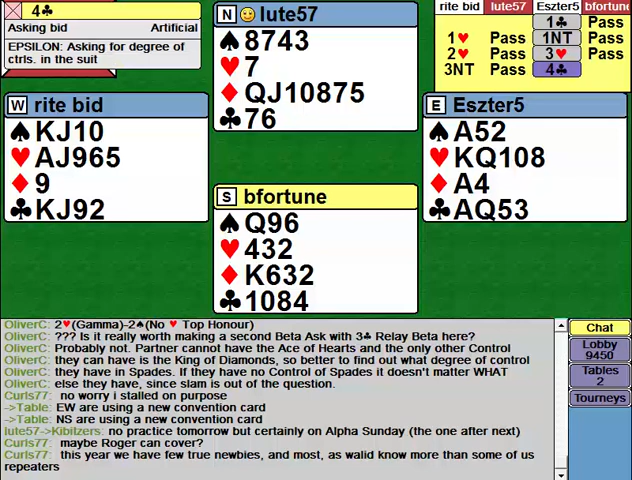 4♣
Asking bid Artificial
EPSILON: Asking for degree of
ctrls. in the suit
N lute57
♠8743
♥7
♦QJ10875
♣76
rite bid lute57 Eszter5 bfortune
1♣ Pass
1♥ Pass 1NT Pass
2♥ Pass 3♥ Pass
3NT Pass 4♣
W rite bid
♠KJ10
♥AJ965
♦9
♣KJ92
E Eszter5
♠A52
♥KQ108
♦A4
♣AQ53
S bfortune
♠Q96
♥432
♦K632
♣1084
OliverC: 2♥(Gamma)-2♠(No ♥ Top Honour)
OliverC: ??? Is it really worth making a second Beta Ask with 3♣ Relay Beta here?
OliverC: Probably not. Partner cannot have the Ace of Hearts and the only other Control
OliverC: they can have is the King of Diamonds, so better to find out what degree of control
OliverC: they have in Spades. If they have no Control of Spades it doesn't matter WHAT
OliverC: else they have, since slam is out of the question.
Curls77: no worry i stalled on purpose
->Table: EW are using a new convention card
->Table: NS are using a new convention card
lute57->Kibitzers: no practice tomorrow but certainly on Alpha Sunday (the one after next)
Curls77: maybe Roger can cover?
Curls77: this year we have few true newbies, and most, as walid know more than some of us
repeaters
Chat
Lobby
9450
Tables
2
Tourneys